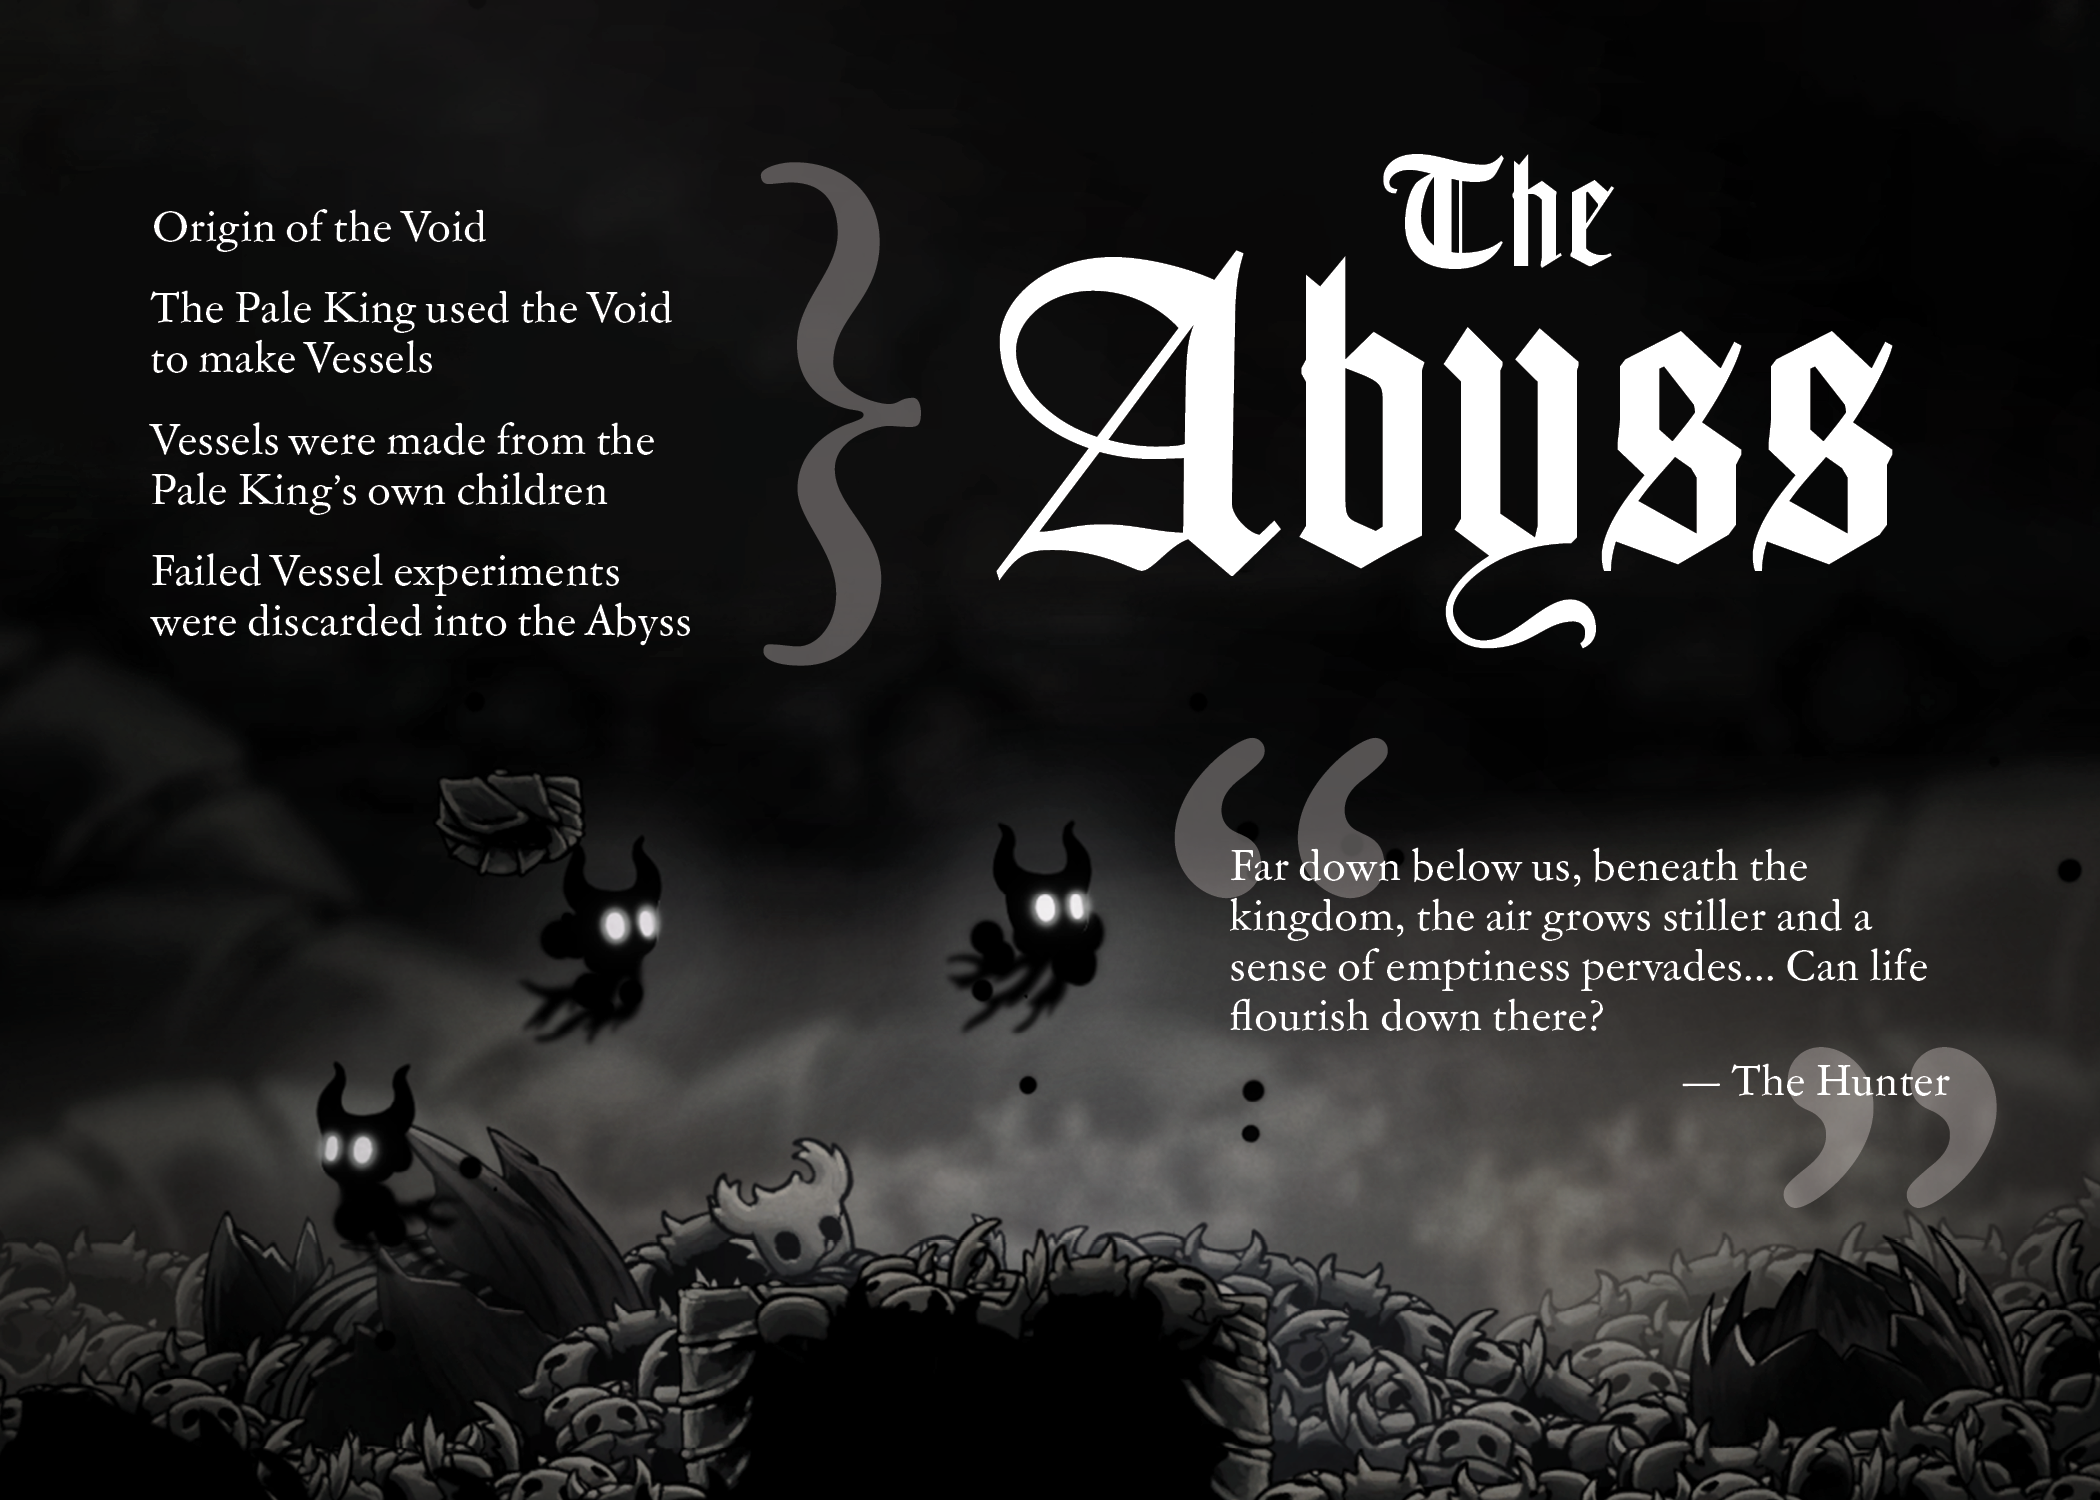 The
Abyss
Origin of the Void
The Pale King used the Void
to make Vessels
Vessels were made from the
Pale King’s own children
Failed Vessel experiments
were discarded into the Abyss
“
Far down below us, beneath the
kingdom, the air grows stiller and a
sense of emptiness pervades... Can life
flourish down there?
— The Hunter
”